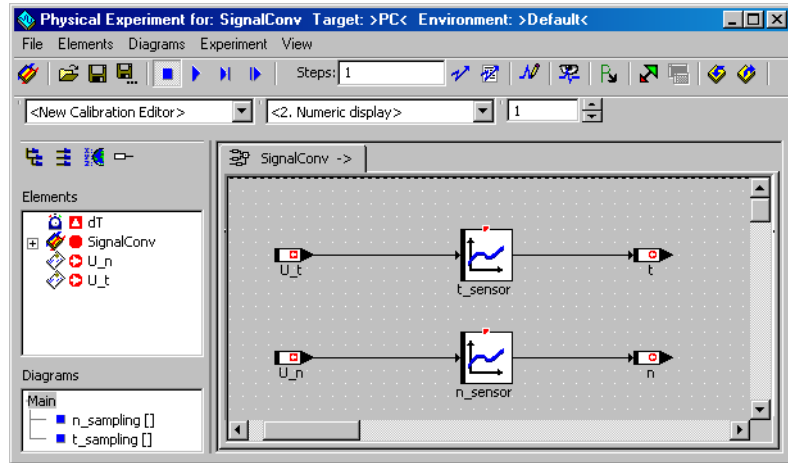 Physical Experiment for: SignalConv Target: >PC< Environment: >Default<
File Elements Diagrams Experiment View
Steps: 1
<New Calibration Editor> <2. Numeric display> 1
SignalConv ->
Elements
dT
SignalConv
U_n
U_t
U_t t_sensor t
U_n n_sensor n
Diagrams
Main
n_sampling []
t_sampling []